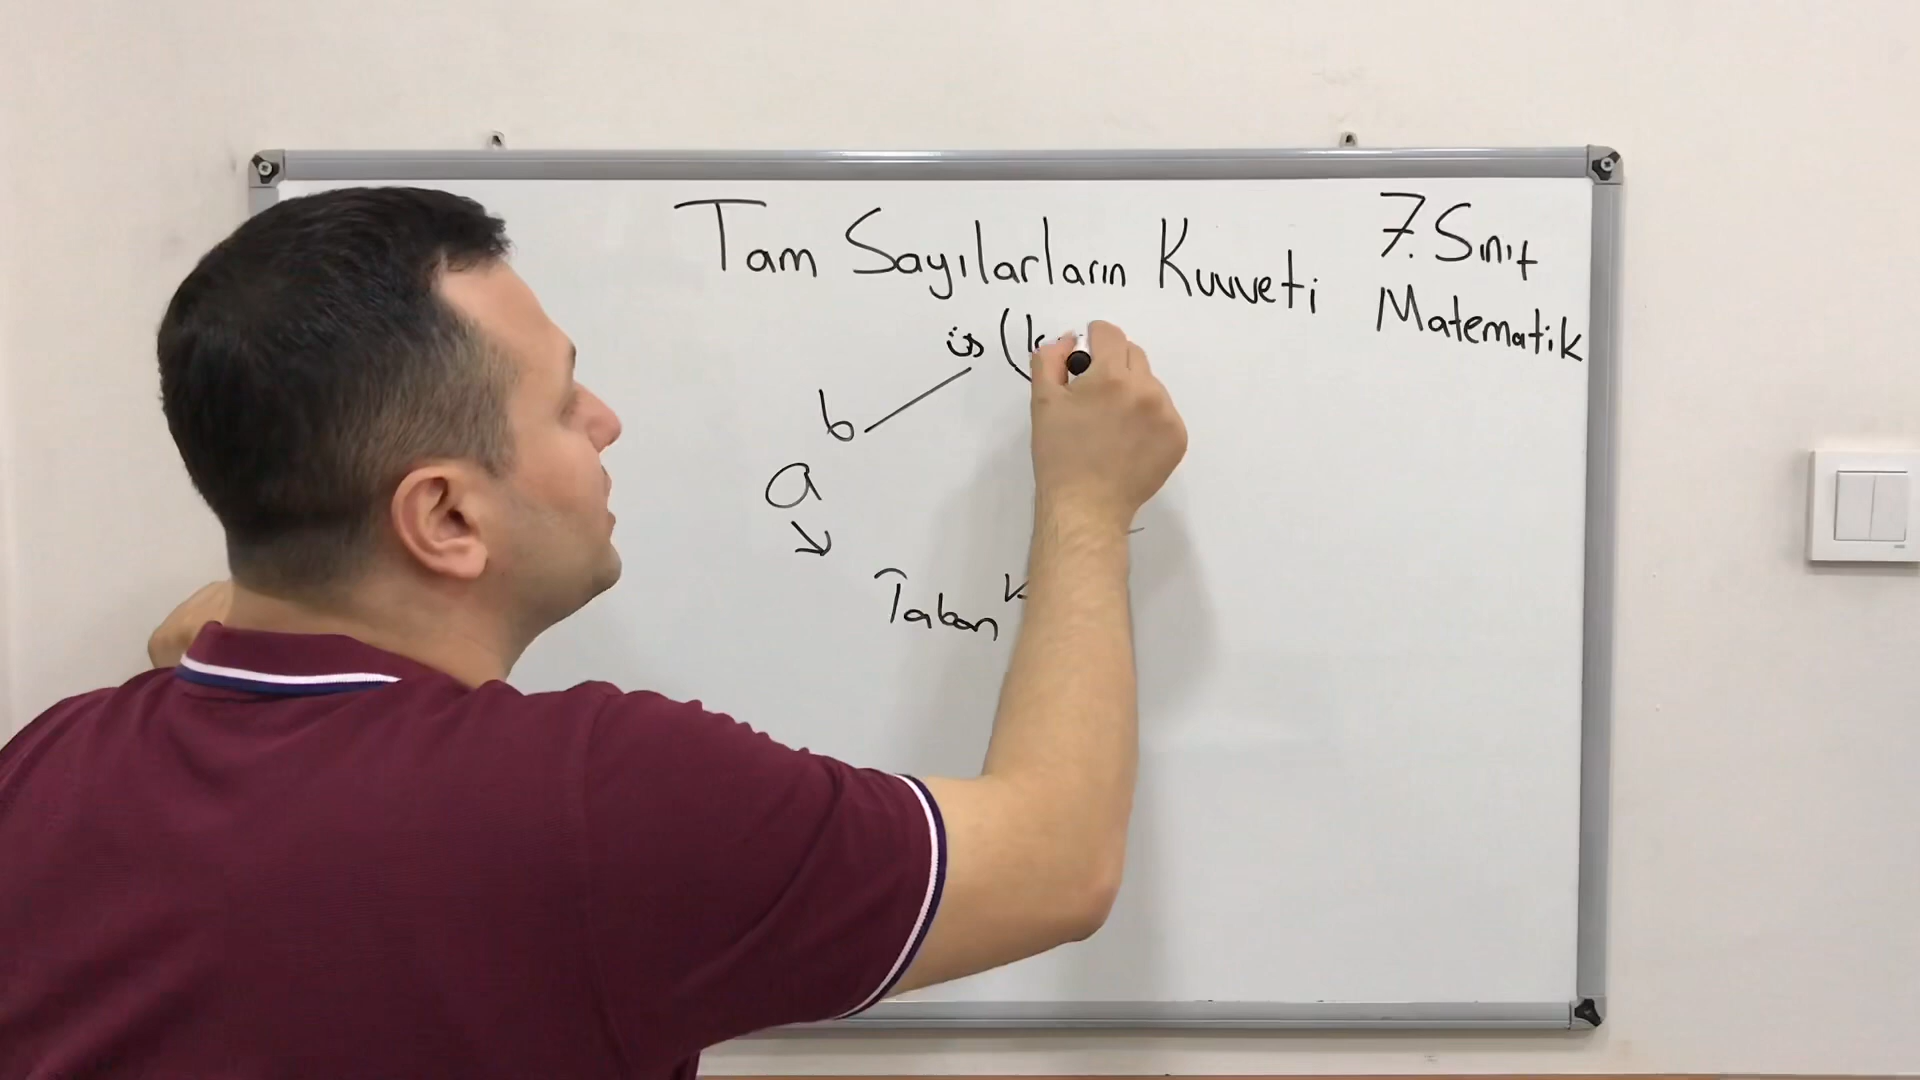 Tam Sayılarların Kuvveti
7. Sınıf
Matematik
üs (
b
a
Taban